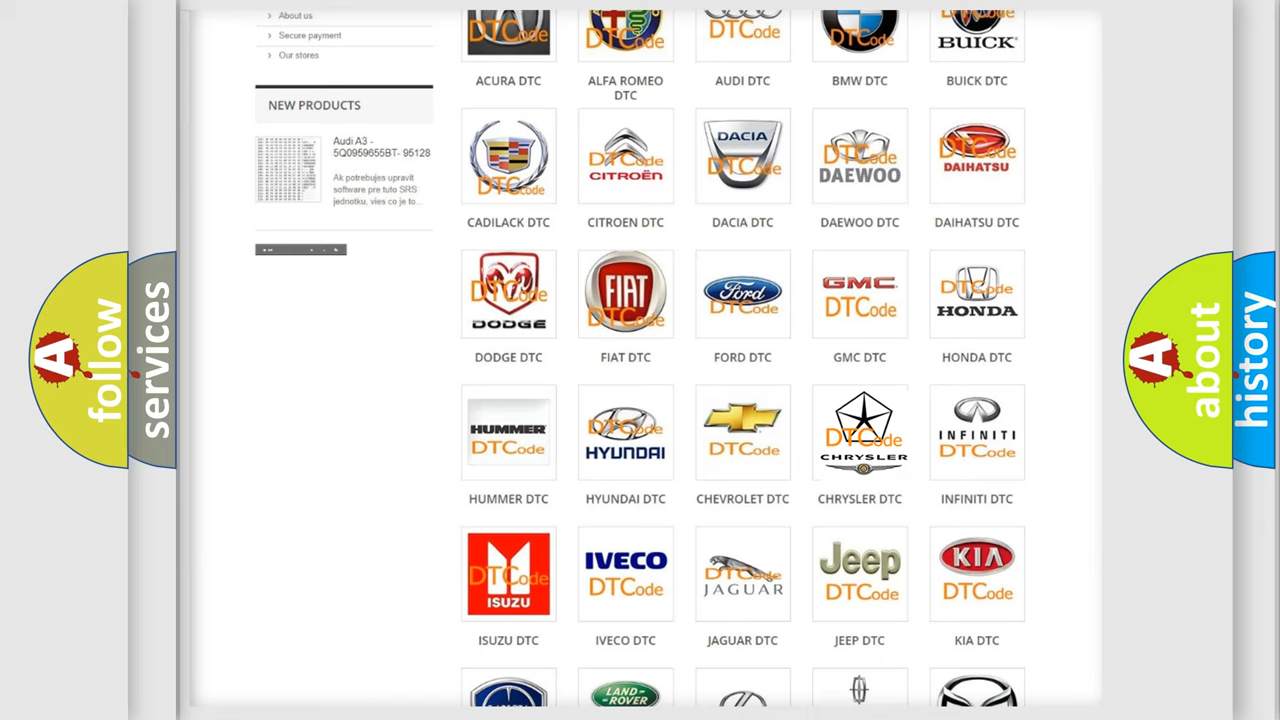 About us
Secure payment
Our stores
NEW PRODUCTS
Audi A3 -
5Q0959655BT- 95128
Ak potrebujes upravit
software pre tuto SRS
jednotku, vies co je to...
follow
services
DTCode
DTCode
DTCode
DTCode
BUICK
ACURA DTC
ALFA ROMEO
DTC
AUDI DTC
BMW DTC
BUICK DTC
DTCode
DTCode
CITROËN
DACIA
DTCode
DTCode
DAEWOO
DTCode
DAIHATSU
CADILACK DTC
CITROEN DTC
DACIA DTC
DAEWOO DTC
DAIHATSU DTC
DTCode
DODGE
FIAT
DTCode
Ford
DTCode
GMC
DTCode
DTCode
HONDA
DODGE DTC
FIAT DTC
FORD DTC
GMC DTC
HONDA DTC
HUMMER
DTCode
DTCode
HYUNDAI
DTCode
DTCode
CHRYSLER
INFINITI
DTCode
HUMMER DTC
HYUNDAI DTC
CHEVROLET DTC
CHRYSLER DTC
INFINITI DTC
DTCode
ISUZU
IVECO
DTCode
DTCode
JAGUAR
Jeep
DTCode
KIA
DTCode
ISUZU DTC
IVECO DTC
JAGUAR DTC
JEEP DTC
KIA DTC
LAND-
ROVER
about
history